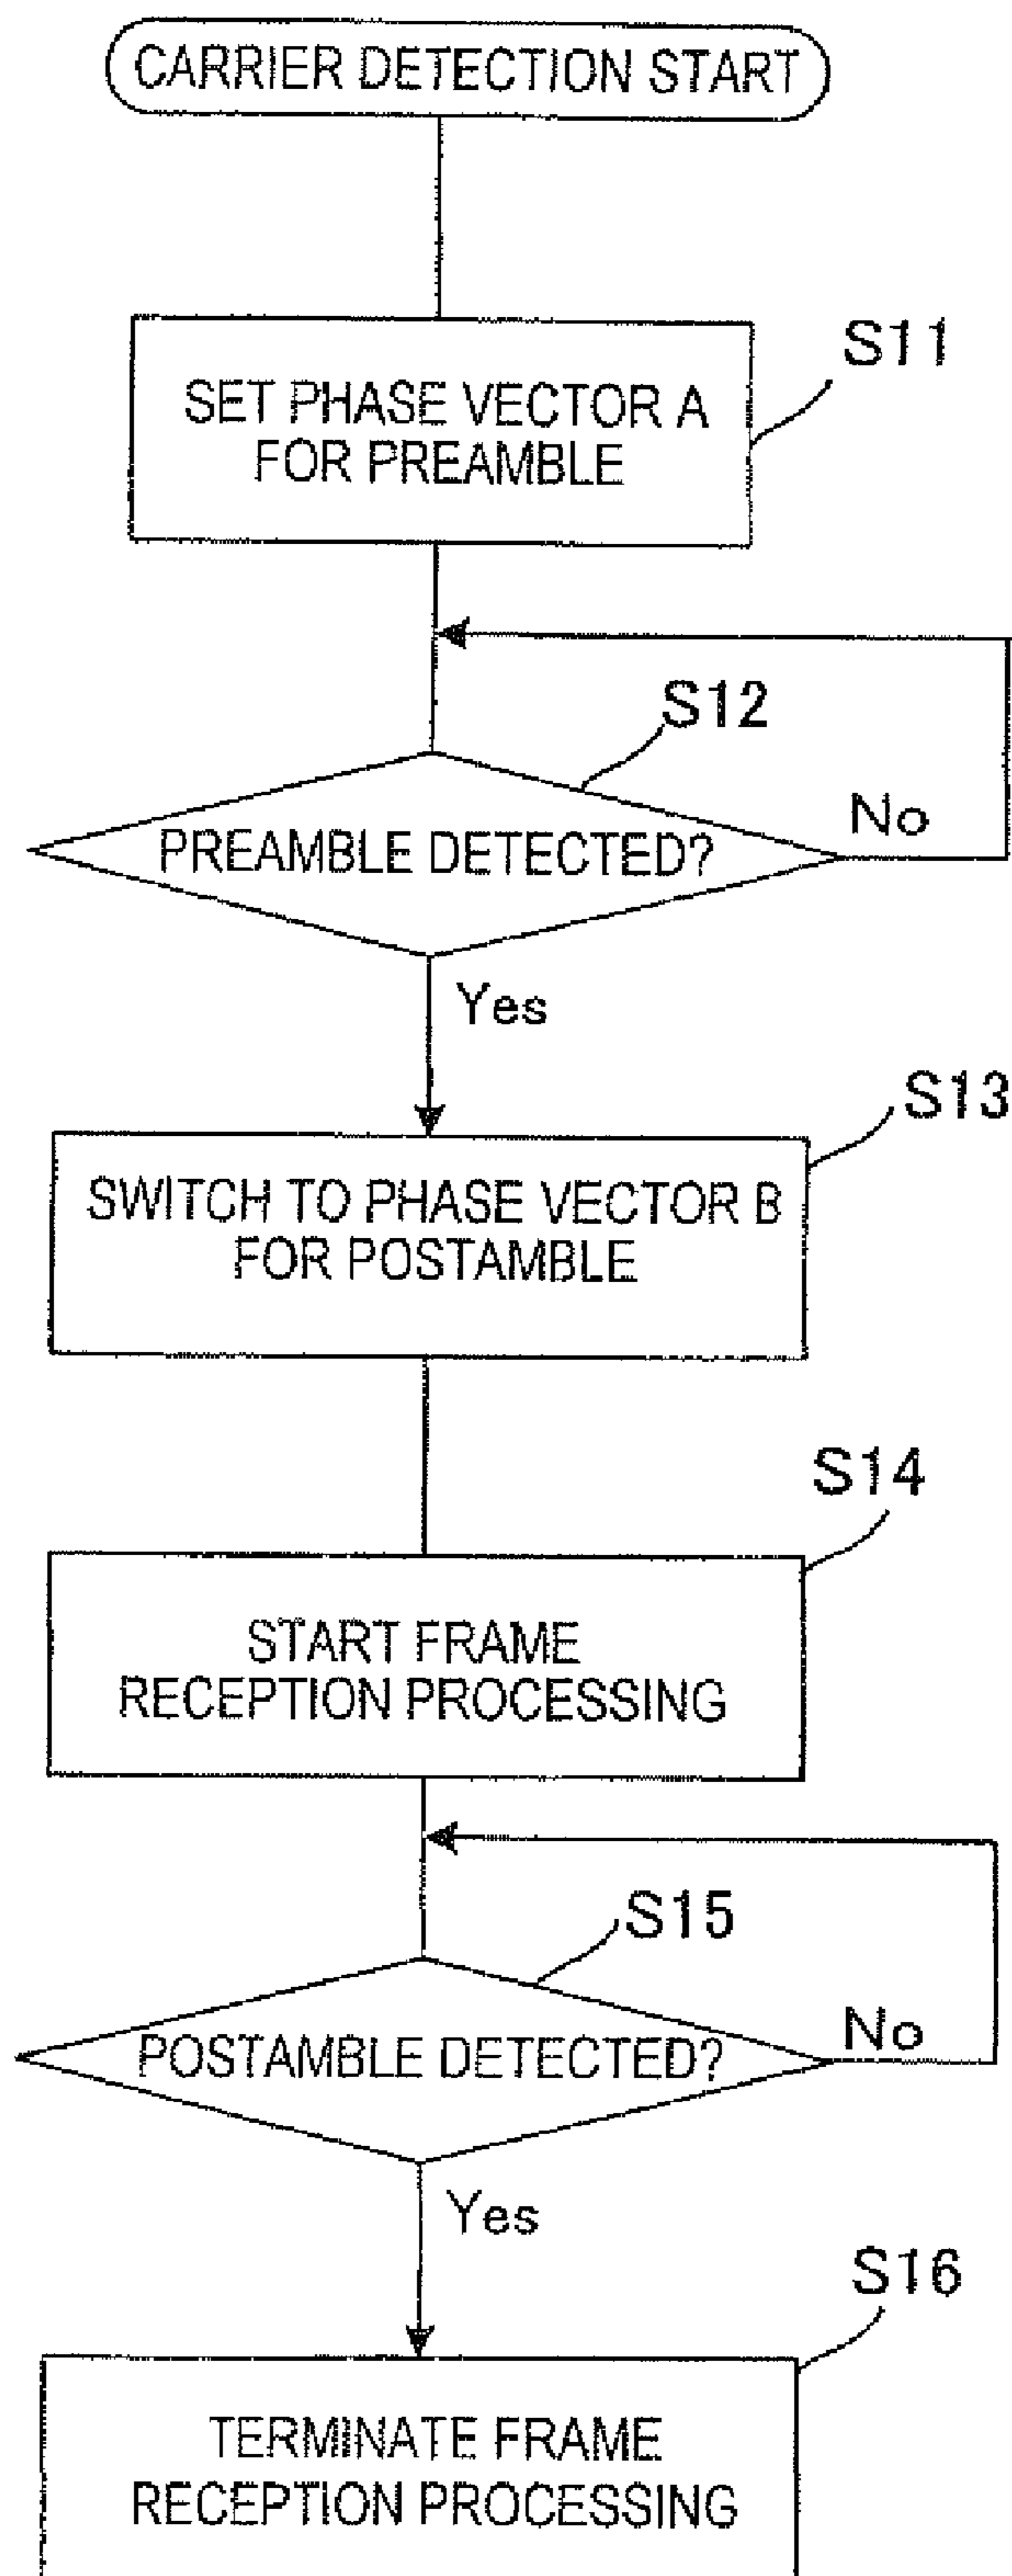 CARRIER DETECTION START
S11
SET PHASE VECTOR A
FOR PREAMBLE
S12
PREAMBLE DETECTED?
No
Yes
S13
SWITCH TO PHASE VECTOR B
FOR POSTAMBLE
S14
START FRAME
RECEPTION PROCESSING
S15
POSTAMBLE DETECTED?
No
Yes
S16
TERMINATE FRAME
RECEPTION PROCESSING